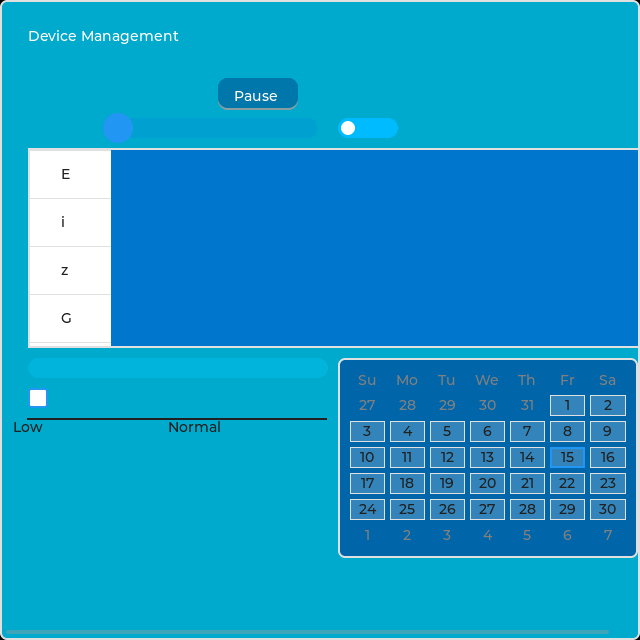 Device Management
Pause
E
i
z
G
Su Mo Tu We Th Fr Sa
27 28 29 30 31 1 2
3 4 5 6 7 8 9
10 11 12 13 14 15 16
17 18 19 20 21 22 23
24 25 26 27 28 29 30
1 2 3 4 5 6 7
Low Normal